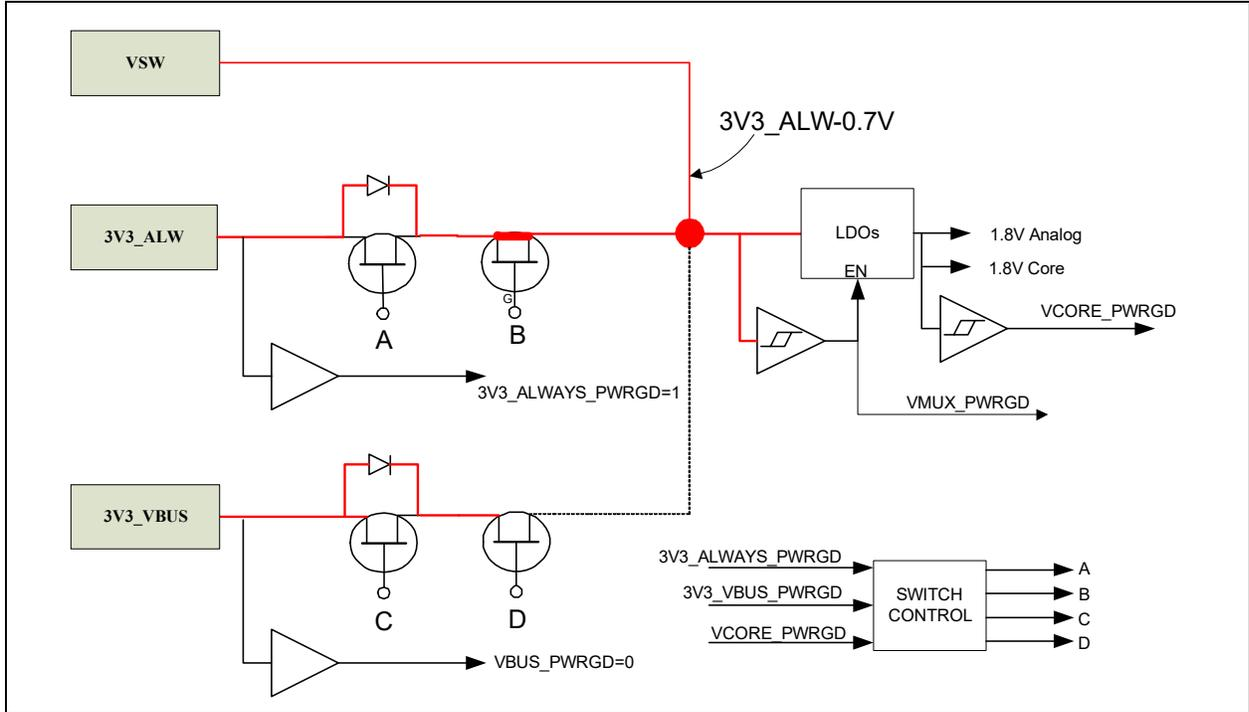 VSW
3V3_ALW-0.7V
3V3_ALW
LDOs
EN
1.8V Analog
1.8V Core
G
A
B
VCORE_PWRGD
3V3_ALWAYS_PWRGD=1
VMUX_PWRGD
3V3_VBUS
C
D
VBUS_PWRGD=0
3V3_ALWAYS_PWRGD
3V3_VBUS_PWRGD
VCORE_PWRGD
SWITCH
CONTROL
A
B
C
D